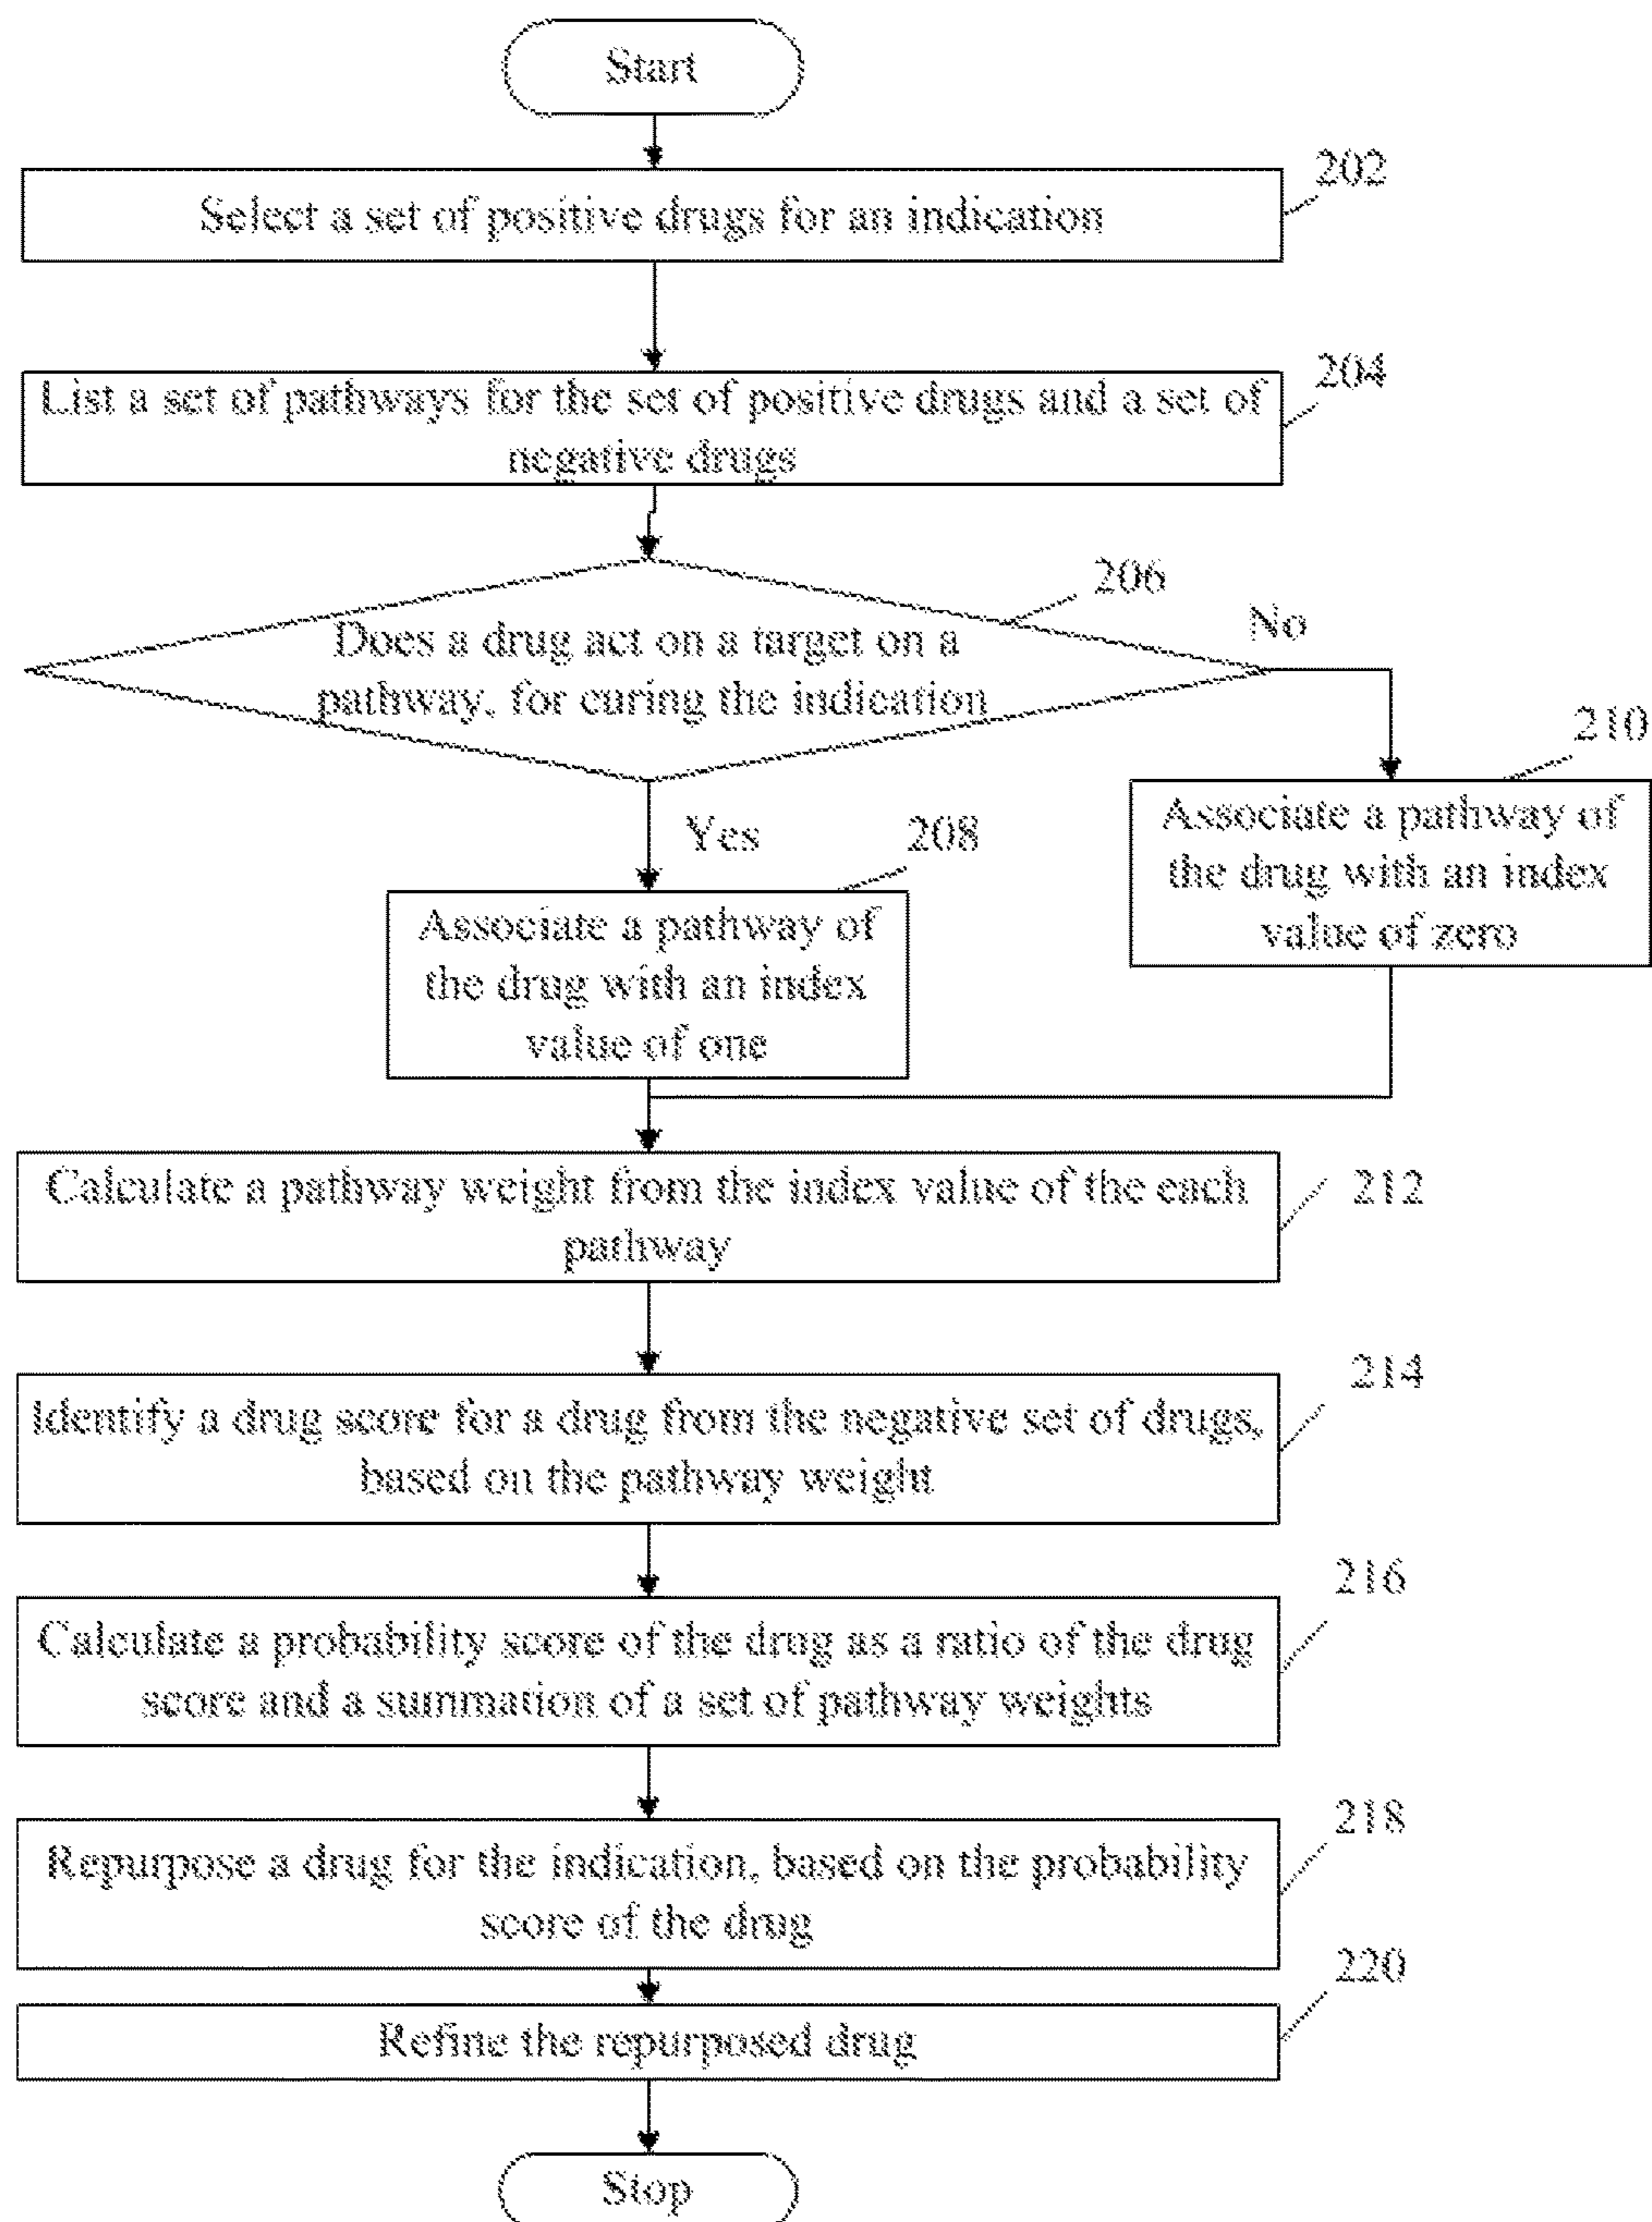 Start
202
Select a set of positive drugs for an indication
204
List a set of pathways for the set of positive drugs and a set of
negative drugs
206
No
Does a drug act on a target on a
pathway, for curing the indication
210
Associate a pathway of
the drug with an index
value of zero
Yes
208
Associate a pathway of
the drug with an index
value of one
212
Calculate a pathway weight from the index value of the each
pathway
214
Identify a drug score for a drug from the negative set of drugs,
based on the pathway weight
216
Calculate a probability score of the drug as a ratio of the drug
score and a summation of a set of pathway weights
218
Repurpose a drug for the indication, based on the probability
score of the drug
220
Refine the repurposed drug
Stop